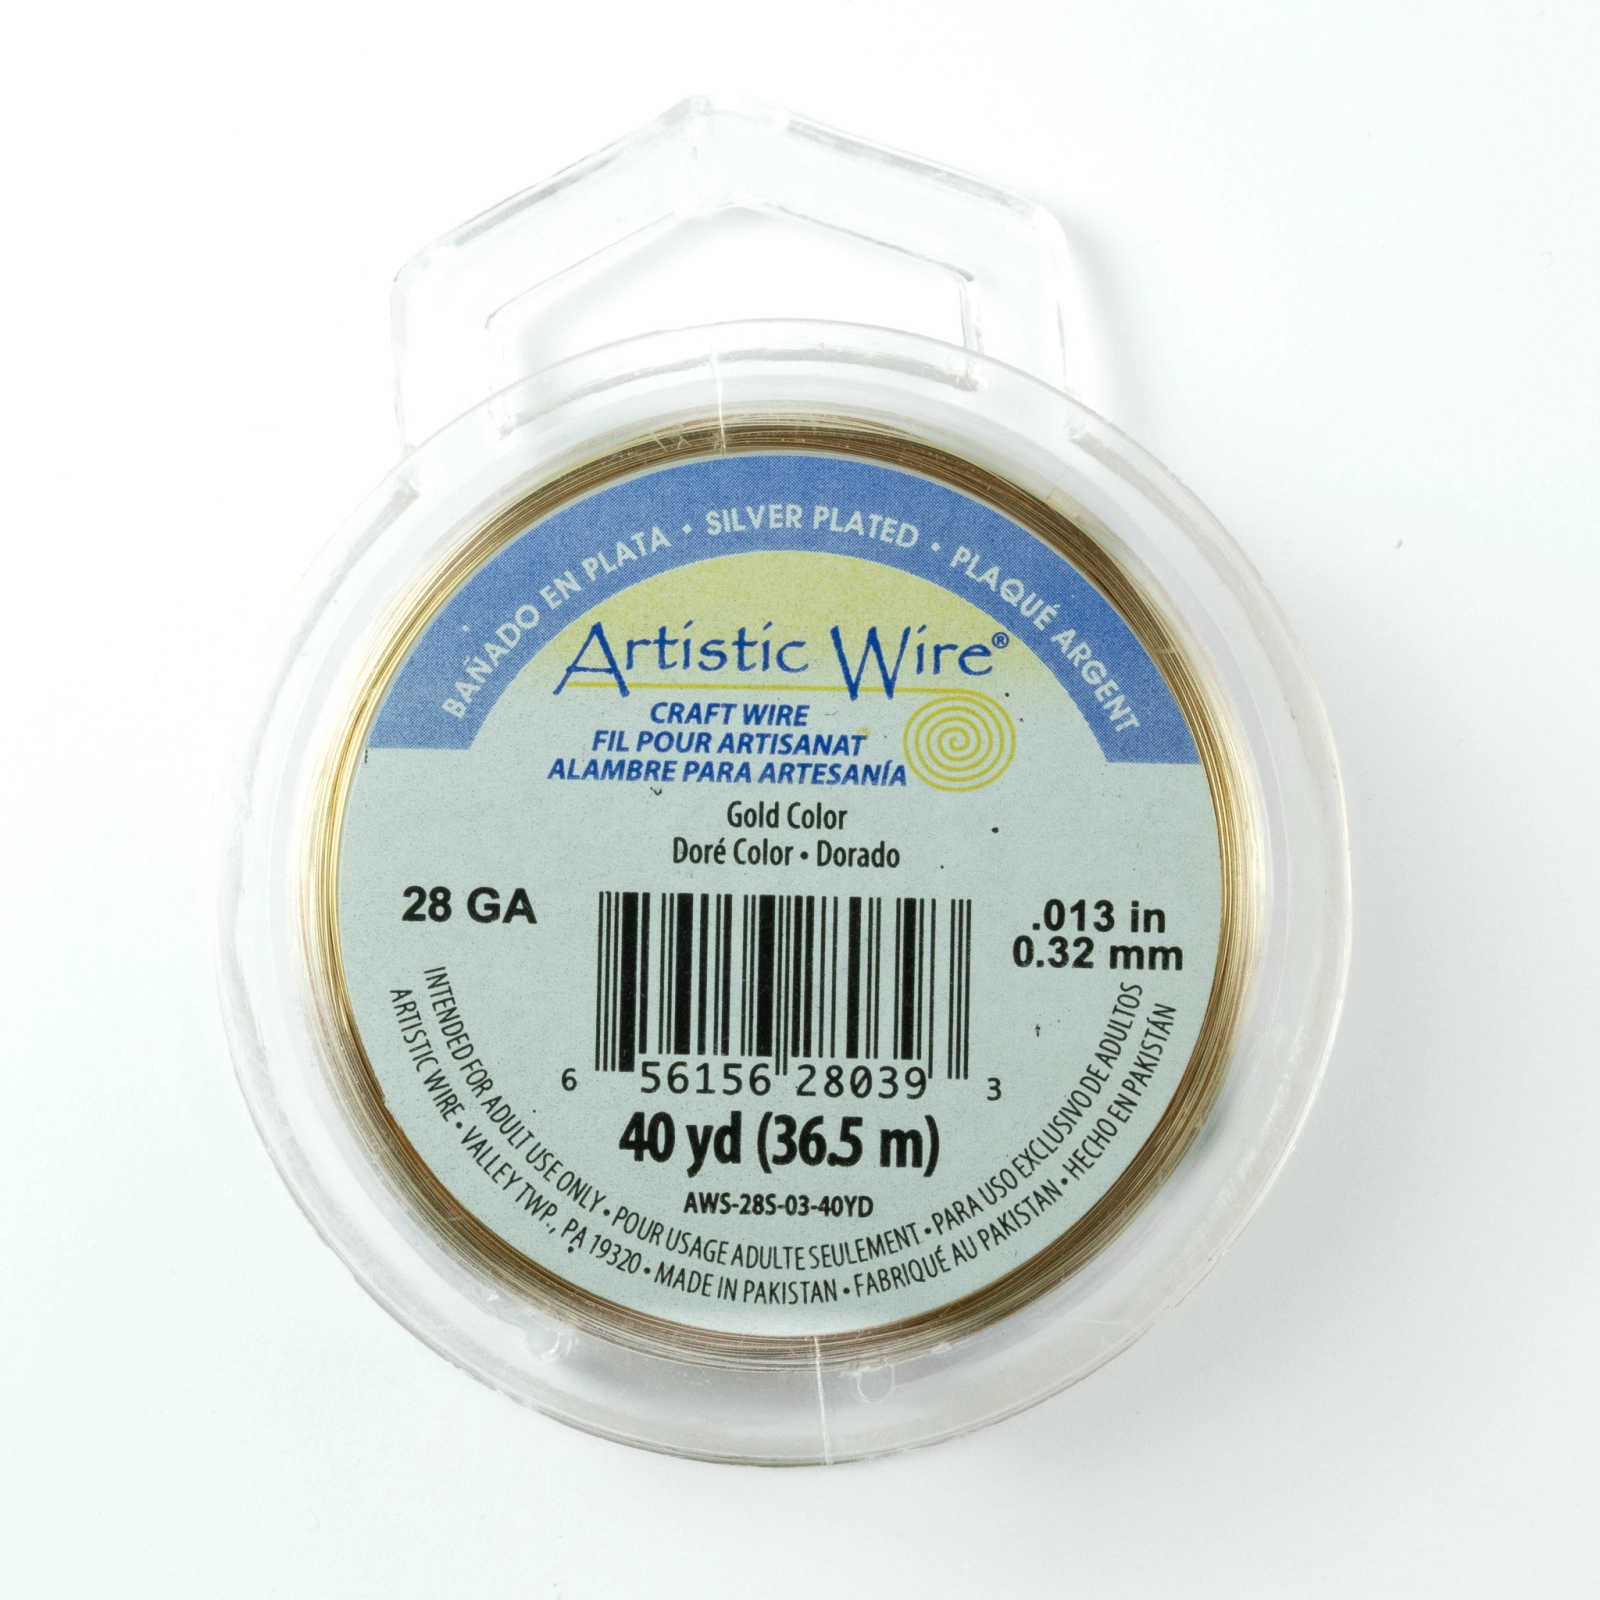 BAÑADO EN PLATA • SILVER PLATED • PLAQUÉ ARGENT
Artistic Wire®
CRAFT WIRE
FIL POUR ARTISANAT
ALAMBRE PARA ARTESANÍA
Gold Color
Doré Color • Dorado
28 GA
.013 in
0.32 mm
6 56156 28039 3
40 yd (36.5 m)
AWS-28S-03-40YD
INTENDED FOR ADULT USE ONLY • POUR USAGE ADULTE SEULEMENT • PARA USO EXCLUSIVO DE ADULTOS
ARTISTIC WIRE • VALLEY TWP., PA 19320 • MADE IN PAKISTAN • FABRIQUÉ AU PAKISTAN • HECHO EN PAKISTÁN